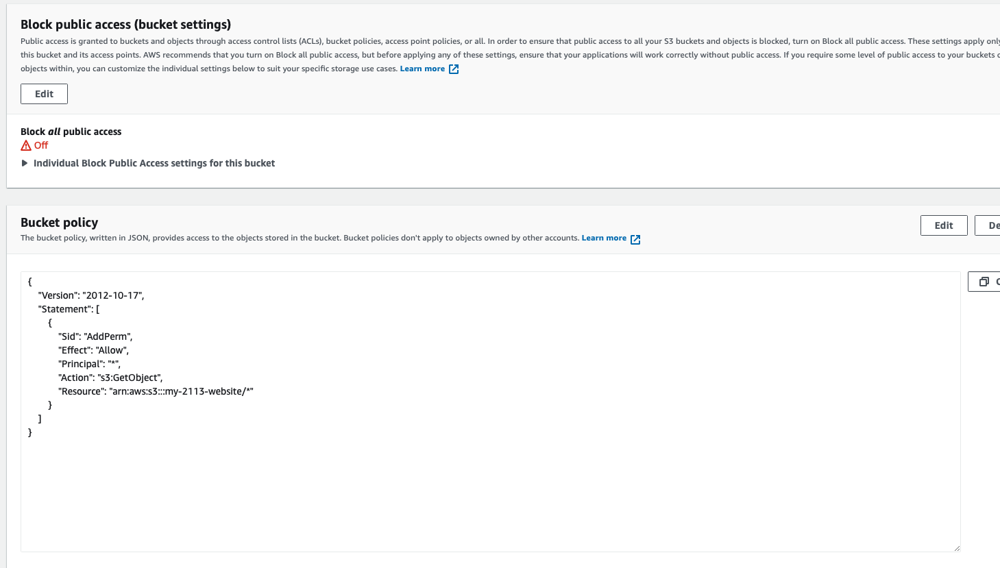 Block public access (bucket settings)
Public access is granted to buckets and objects through access control lists (ACLs), bucket policies, access point policies, or all. In order to ensure that public access to all your S3 buckets and objects is blocked, turn on Block all public access. These settings apply only
this bucket and its access points. AWS recommends that you turn on Block all public access, but before applying any of these settings, ensure that your applications will work correctly without public access. If you require some level of public access to your buckets
objects within, you can customize the individual settings below to suit your specific storage use cases. Learn more
Edit
Block all public access
Off
Individual Block Public Access settings for this bucket
Bucket policy
Edit
The bucket policy, written in JSON, provides access to the objects stored in the bucket. Bucket policies don't apply to objects owned by other accounts. Learn more
{
"Version": "2012-10-17",
"Statement": [
{
"Sid": "AddPerm",
"Effect": "Allow",
"Principal": "*",
"Action": "s3:GetObject",
"Resource": "arn:aws:s3:::my-2113-website/*"
}
]
}